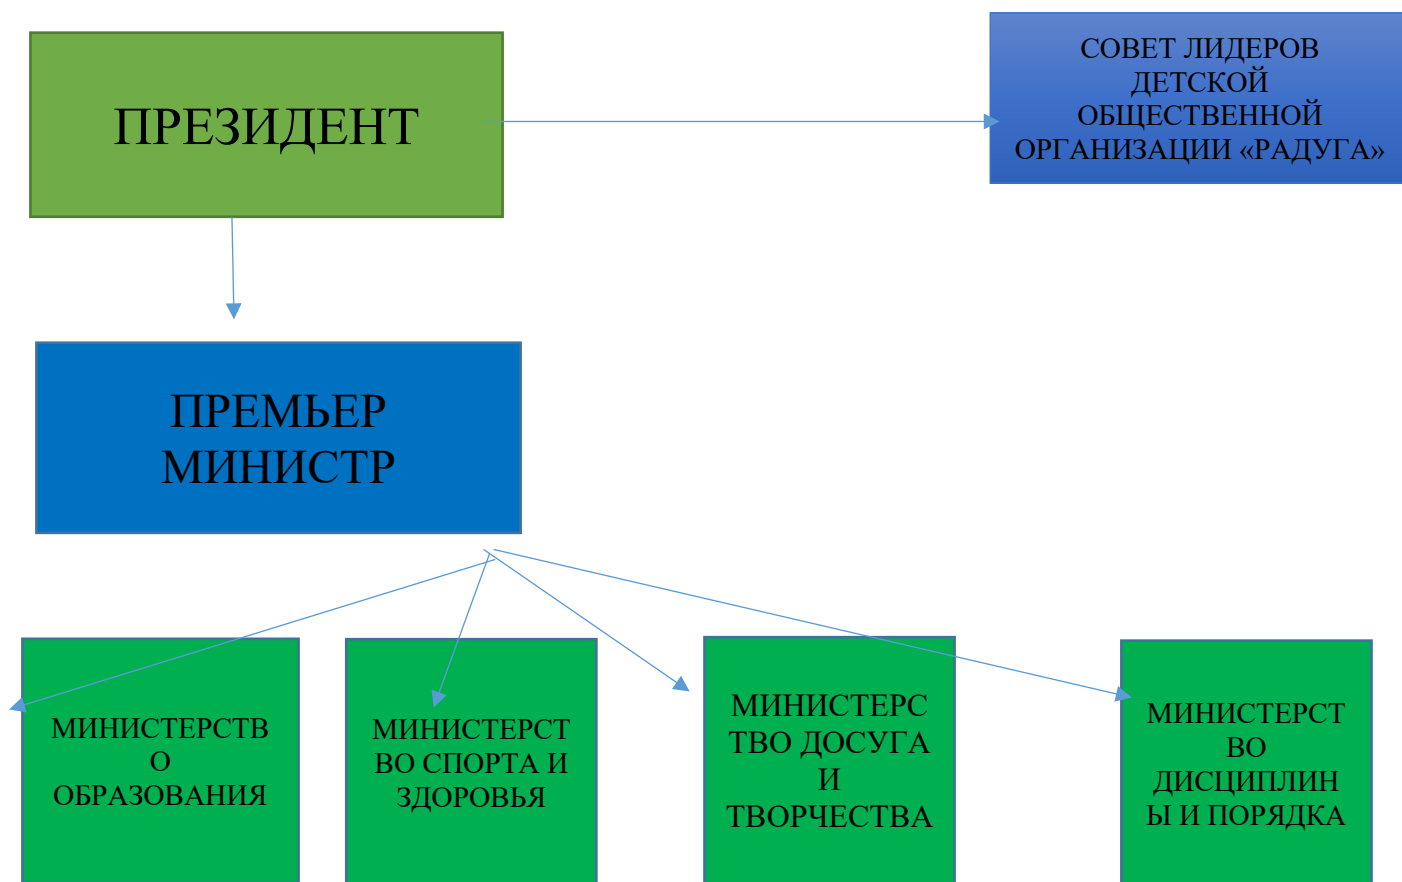 ПРЕЗИДЕНТ
СОВЕТ ЛИДЕРОВ
ДЕТСКОЙ
ОБЩЕСТВЕННОЙ
ОРГАНИЗАЦИИ «РАДУГА»
ПРЕМЬЕР
МИНИСТР
МИНИСТЕРСТВ
О
ОБРАЗОВАНИЯ
МИНИСТЕРСТ
ВО СПОРТА И
ЗДОРОВЬЯ
МИНИСТЕРС
ТВО ДОСУГА
И
ТВОРЧЕСТВА
МИНИСТЕРСТ
ВО
ДИСЦИПЛИН
Ы И ПОРЯДКА